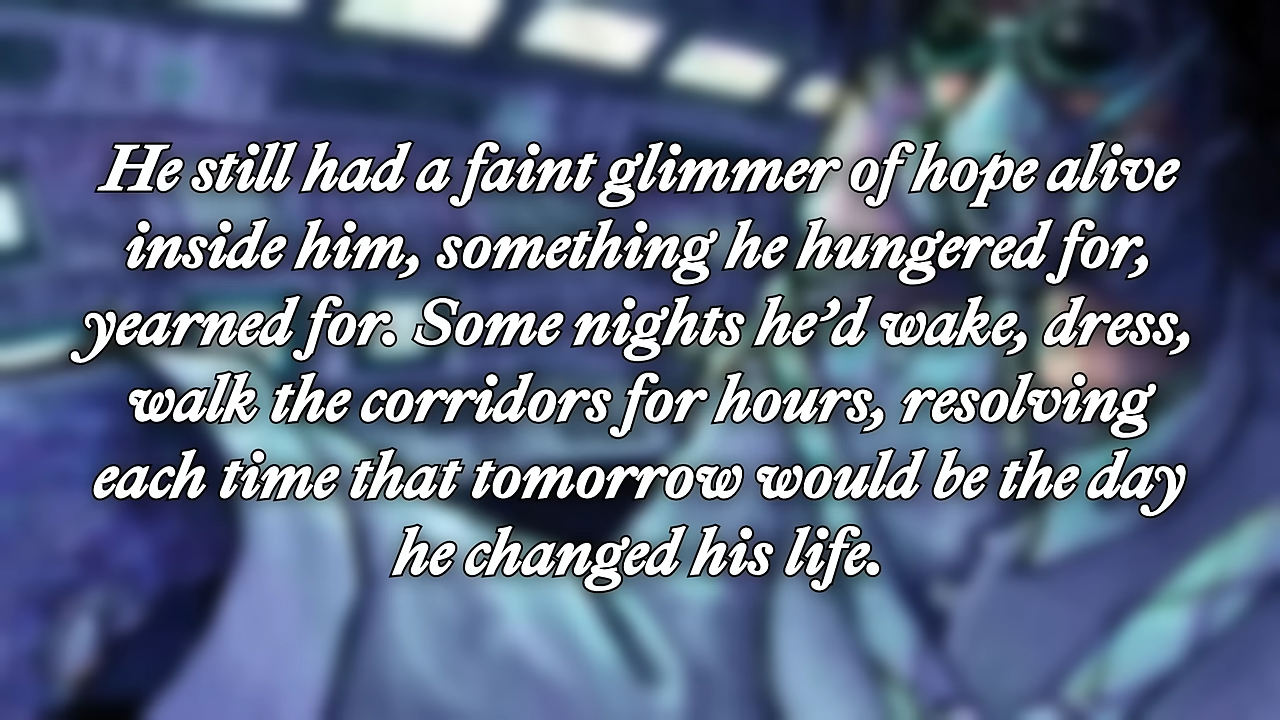 He still had a faint glimmer of hope alive
inside him, something he hungered for,
yearned for. Some nights he’d wake, dress,
walk the corridors for hours, resolving
each time that tomorrow would be the day
he changed his life.